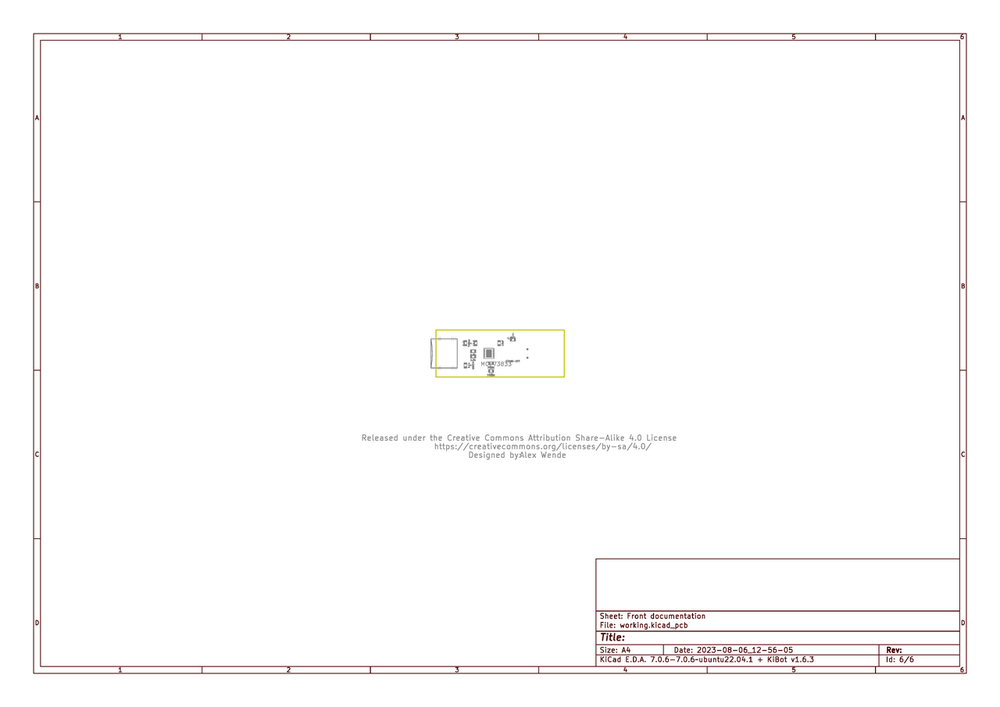 1 2 3 4 5 6
A A
B B
Released under the Creative Commons Attribution Share-Alike 4.0 License
https://creativecommons.org/licenses/by-sa/4.0/
C C
Designed by:Alex Wende
Sheet: Front documentation
D D
File: working.kicad_pcb
Title:
Size: A4 Date: 2023-08-06_12-56-05 Rev:
KiCad E.D.A. 7.0.6-7.0.6~ubuntu22.04.1 + KiBot v1.6.3 Id: 6/6
1 2 3 4 5 6